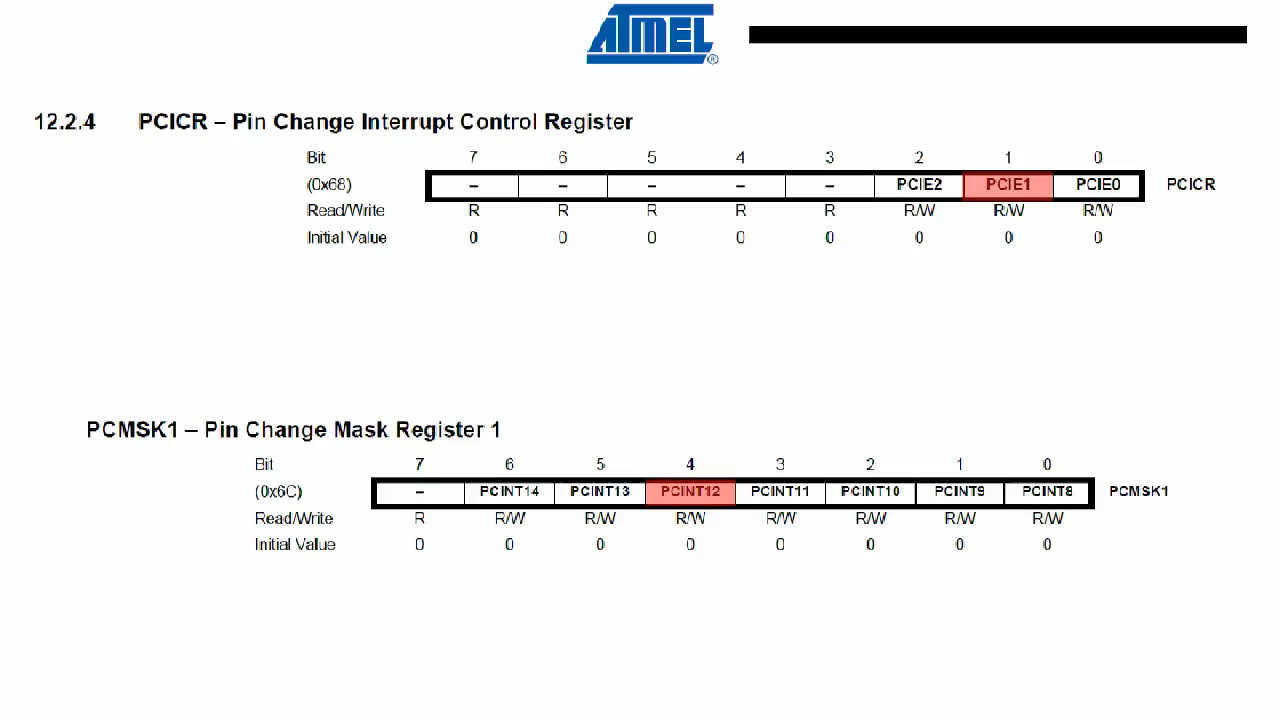 ATMEL®
12.2.4 PCICR – Pin Change Interrupt Control Register
Bit 7 6 5 4 3 2 1 0
(0x68) – – – – – PCIE2 PCIE1 PCIE0 PCICR
Read/Write R R R R R R/W R/W R/W
Initial Value 0 0 0 0 0 0 0 0
PCMSK1 – Pin Change Mask Register 1
Bit 7 6 5 4 3 2 1 0
(0x6C) – PCINT14 PCINT13 PCINT12 PCINT11 PCINT10 PCINT9 PCINT8 PCMSK1
Read/Write R R/W R/W R/W R/W R/W R/W R/W
Initial Value 0 0 0 0 0 0 0 0